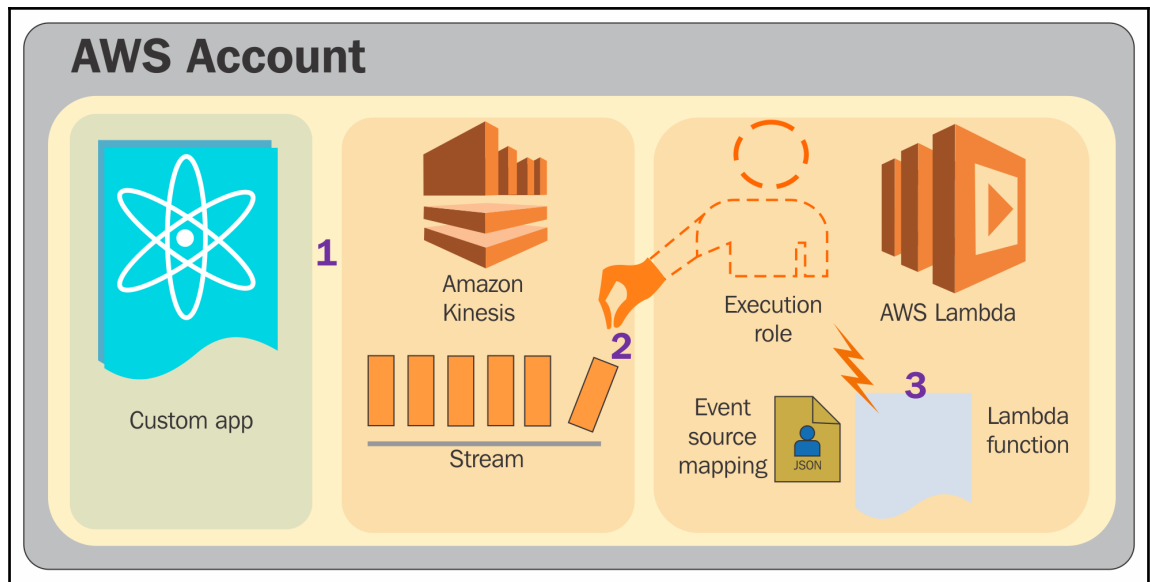 AWS Account
1
Custom app
Amazon
Kinesis
Stream
2
Execution
role
AWS Lambda
3
Event
source
mapping
JSON
Lambda
function